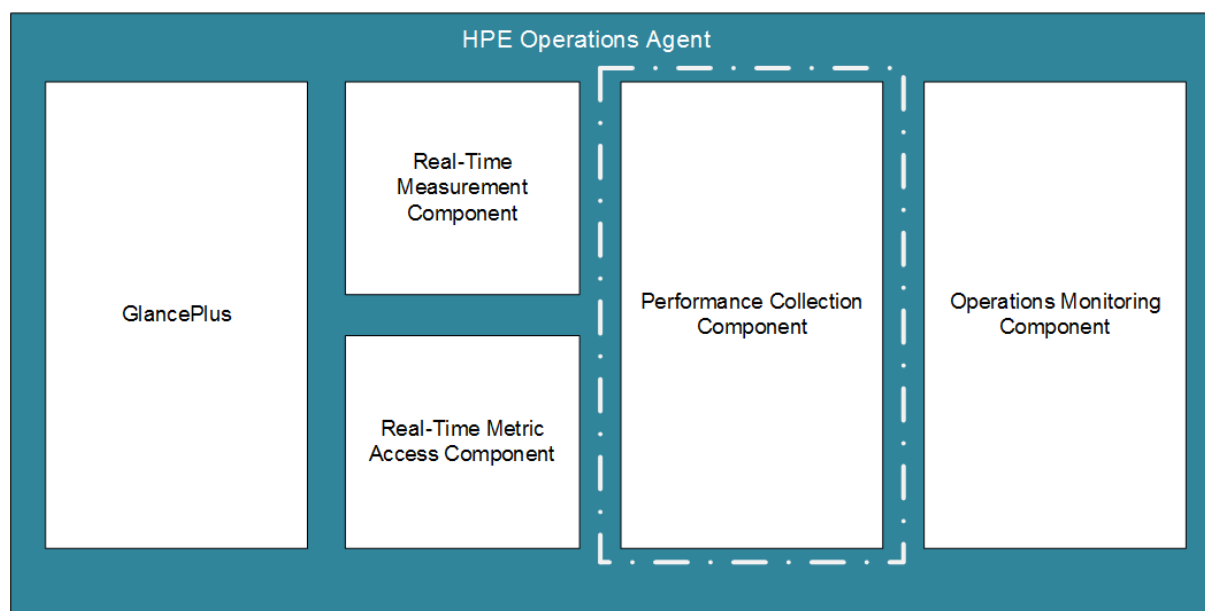 HPE Operations Agent
GlancePlus
Real-Time
Measurement
Component
Real-Time Metric
Access Component
Performance Collection
Component
Operations Monitoring
Component